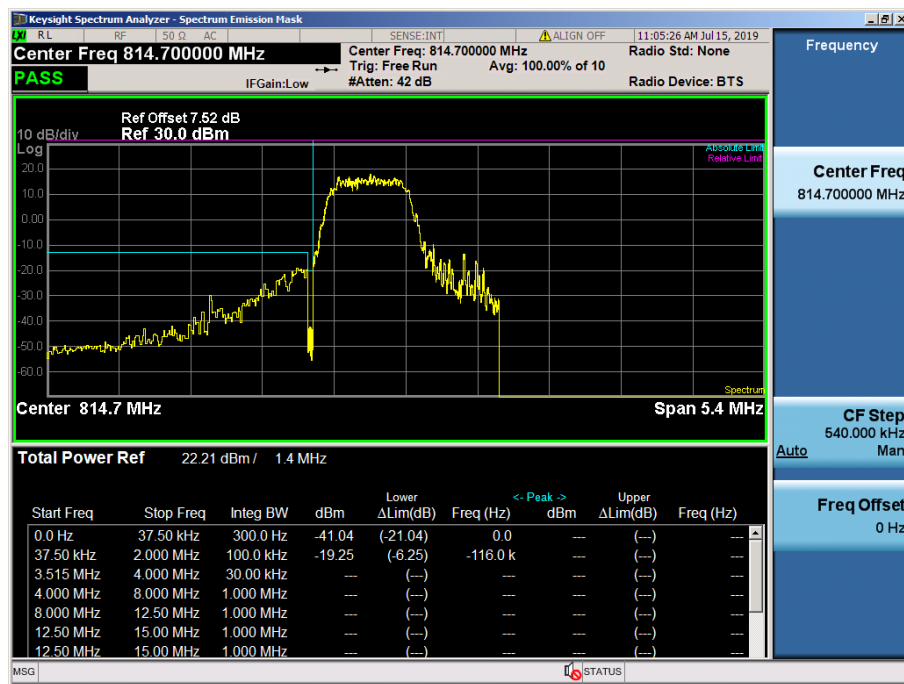 Keysight Spectrum Analyzer - Spectrum Emission Mask
LXI RL RF 50 Ω AC SENSE:INT ALIGN OFF 11:05:26 AM Jul 15, 2019
Center Freq 814.700000 MHz
Center Freq: 814.700000 MHz
Radio Std: None
Trig: Free Run Avg: 100.00% of 10
PASS
IFGain:Low
#Atten: 42 dB
Radio Device: BTS
Ref Offset 7.52 dB
10 dB/div Ref 30.0 dBm
Log
Absolute Limit
Relative Limit
20.0
10.0
0.00
-10.0
-20.0
-30.0
-40.0
-50.0
-60.0
Spectrum
Center 814.7 MHz Span 5.4 MHz
Total Power Ref 22.21 dBm / 1.4 MHz
Lower <- Peak -> Upper
Start Freq Stop Freq Integ BW dBm ΔLim(dB) Freq (Hz) dBm ΔLim(dB) Freq (Hz)
0.0 Hz 37.50 kHz 300.0 Hz -41.04 (-21.04) 0.0 --- (---) ---
37.50 kHz 2.000 MHz 100.0 kHz -19.25 (-6.25) -116.0 k --- (---) ---
3.515 MHz 4.000 MHz 30.00 kHz --- (---) --- (---) ---
4.000 MHz 8.000 MHz 1.000 MHz --- (---) --- --- (---) ---
8.000 MHz 12.50 MHz 1.000 MHz --- (---) --- --- (---) ---
12.50 MHz 15.00 MHz 1.000 MHz --- (---) --- --- (---) ---
12.50 MHz 15.00 MHz 1.000 MHz --- (---) --- --- (---) ---
MSG STATUS
Frequency
Center Freq
814.700000 MHz
CF Step
540.000 kHz
Auto Man
Freq Offset
0 Hz